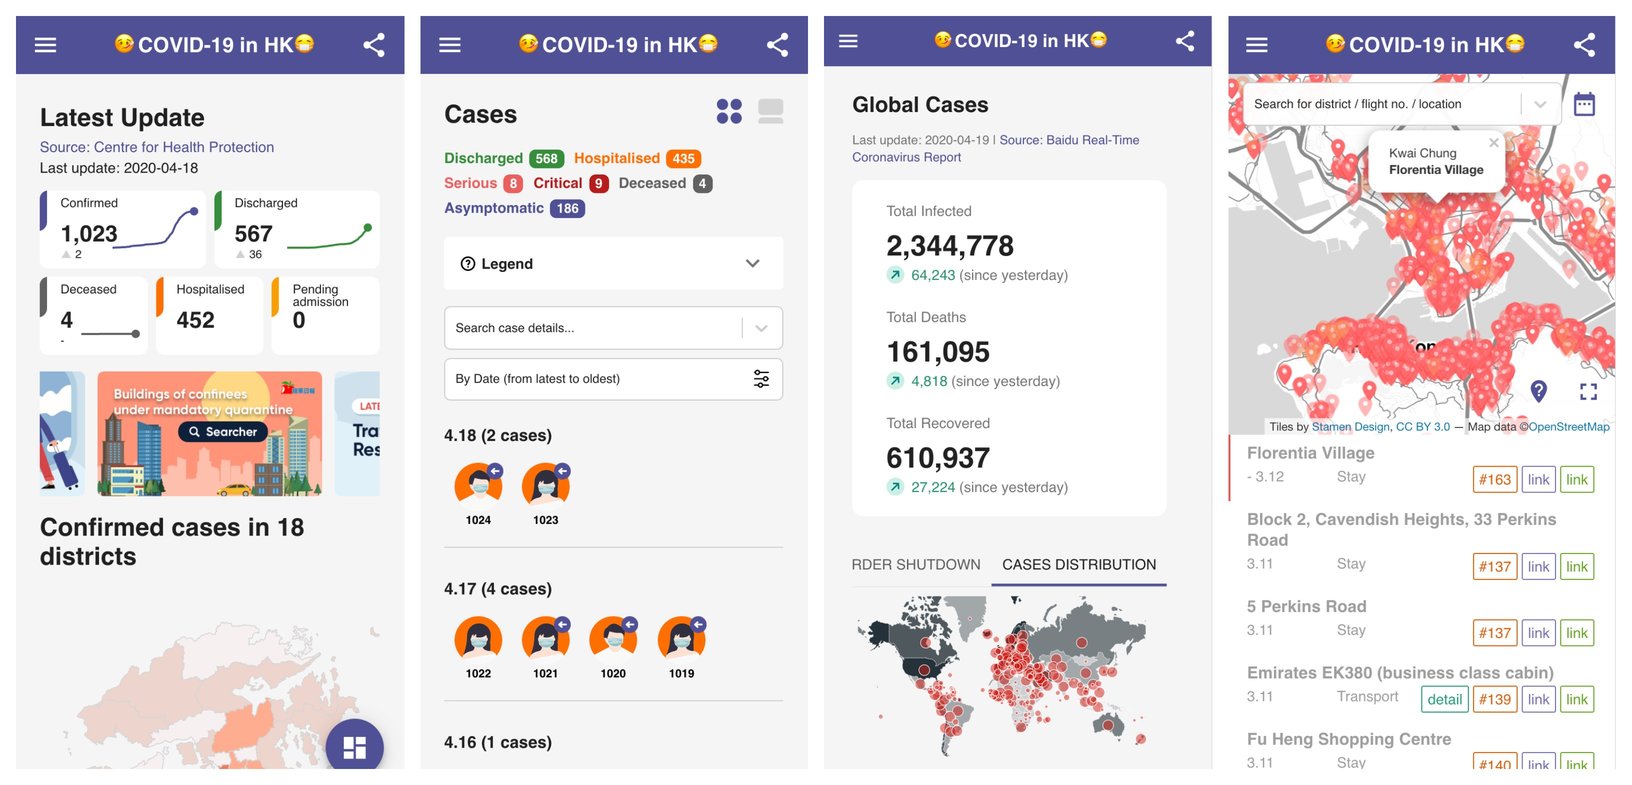 COVID-19 in HK
Latest Update
Source: Centre for Health Protection
Last update: 2020-04-18
Confirmed
1,023
2
Discharged
567
36
Deceased
4
-
Hospitalised
452
Pending
admission
0
Buildings of confinees
under mandatory quarantine
Searcher
LATE
Tra
Res
Confirmed cases in 18
districts
COVID-19 in HK
Cases
Discharged 568 Hospitalised 435
Serious 8 Critical 9 Deceased 4
Asymptomatic 186
Legend
Search case details...
By Date (from latest to oldest)
4.18 (2 cases)
1024 1023
4.17 (4 cases)
1022 1021 1020 1019
4.16 (1 cases)
COVID-19 in HK
Global Cases
Last update: 2020-04-19 | Source: Baidu Real-Time
Coronavirus Report
Total Infected
2,344,778
64,243 (since yesterday)
Total Deaths
161,095
4,818 (since yesterday)
Total Recovered
610,937
27,224 (since yesterday)
RDER SHUTDOWN CASES DISTRIBUTION
COVID-19 in HK
Search for district / flight no. / location
Kwai Chung
Florentia Village
Tiles by Stamen Design, CC BY 3.0 — Map data ©OpenStreetMap
Florentia Village
- 3.12 Stay #163 link link
Block 2, Cavendish Heights, 33 Perkins
Road
3.11 Stay #137 link link
5 Perkins Road
3.11 Stay #137 link link
Emirates EK380 (business class cabin)
3.11 Transport detail #139 link link
Fu Heng Shopping Centre
3.11 Stay #140 link link